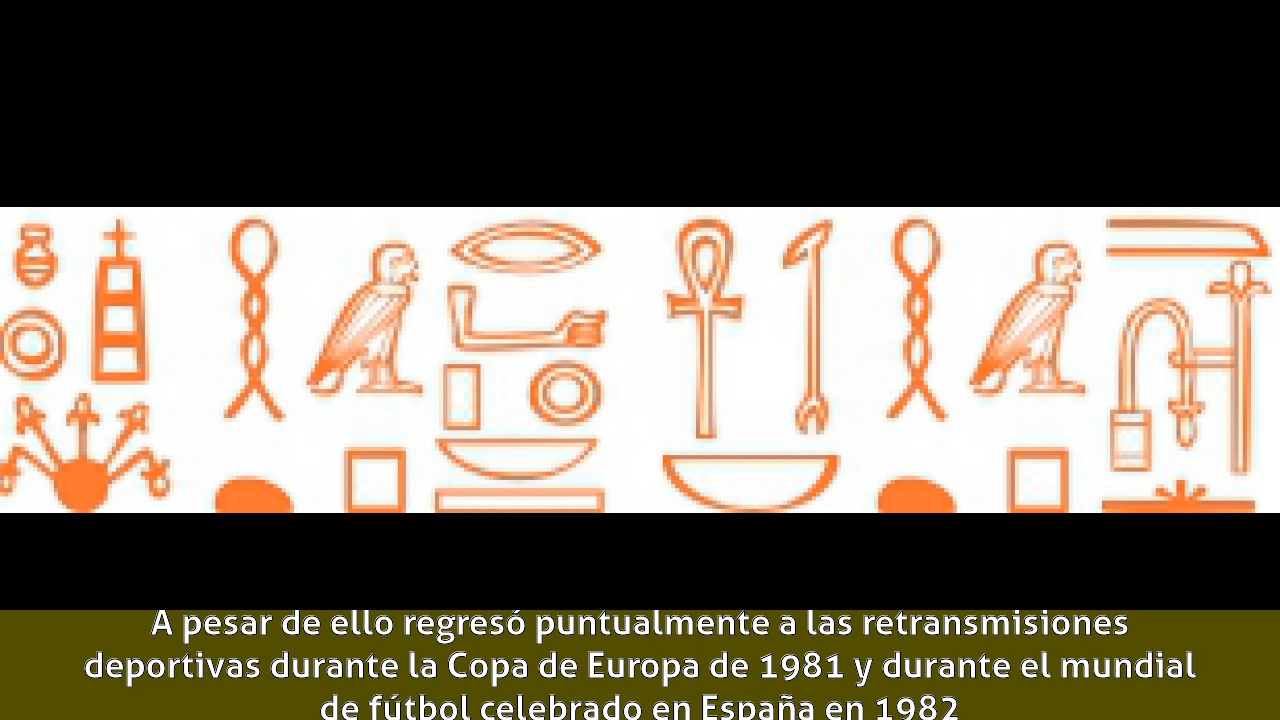 A pesar de ello regresó puntualmente a las retransmisiones
deportivas durante la Copa de Europa de 1981 y durante el mundial
de fútbol celebrado en España en 1982